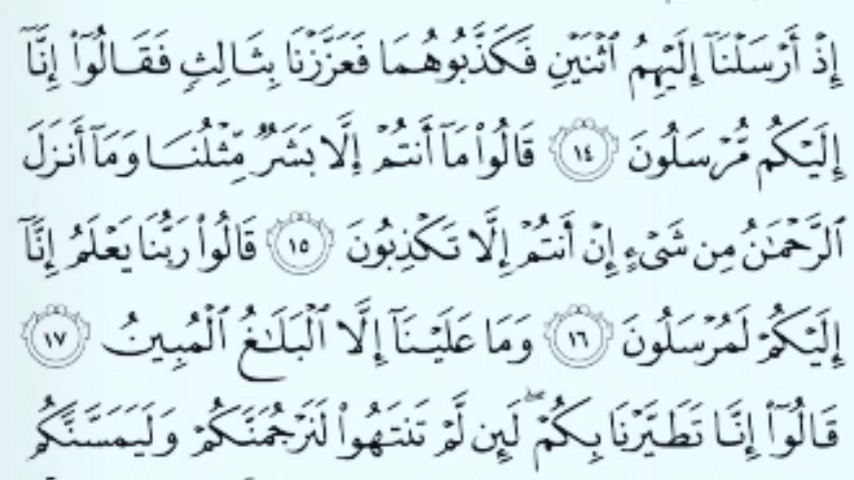 إِذْ أَرْسَلْنَآ إِلَيْهِمُ ٱثْنَيْنِ فَكَذَّبُوهُمَا فَعَزَّزْنَا بِثَالِثٍ فَقَالُوٓا۟ إِنَّآ
إِلَيْكُم مُّرْسَلُونَ ١٤ قَالُوا۟ مَآ أَنتُمْ إِلَّا بَشَرٌ مِّثْلُنَا وَمَآ أَنزَلَ
ٱلرَّحْمَٰنُ مِن شَىْءٍ إِنْ أَنتُمْ إِلَّا تَكْذِبُونَ ١٥ قَالُوا۟ رَبُّنَا يَعْلَمُ إِنَّآ
إِلَيْكُمْ لَمُرْسَلُونَ ١٦ وَمَا عَلَيْنَآ إِلَّا ٱلْبَلَٰغُ ٱلْمُبِينُ ١٧
قَالُوٓا۟ إِنَّا تَطَيَّرْنَا بِكُمْ ۖ لَئِن لَّمْ تَنتَهُوا۟ لَنَرْجُمَنَّكُمْ وَلَيَمَسَّنَّكُم